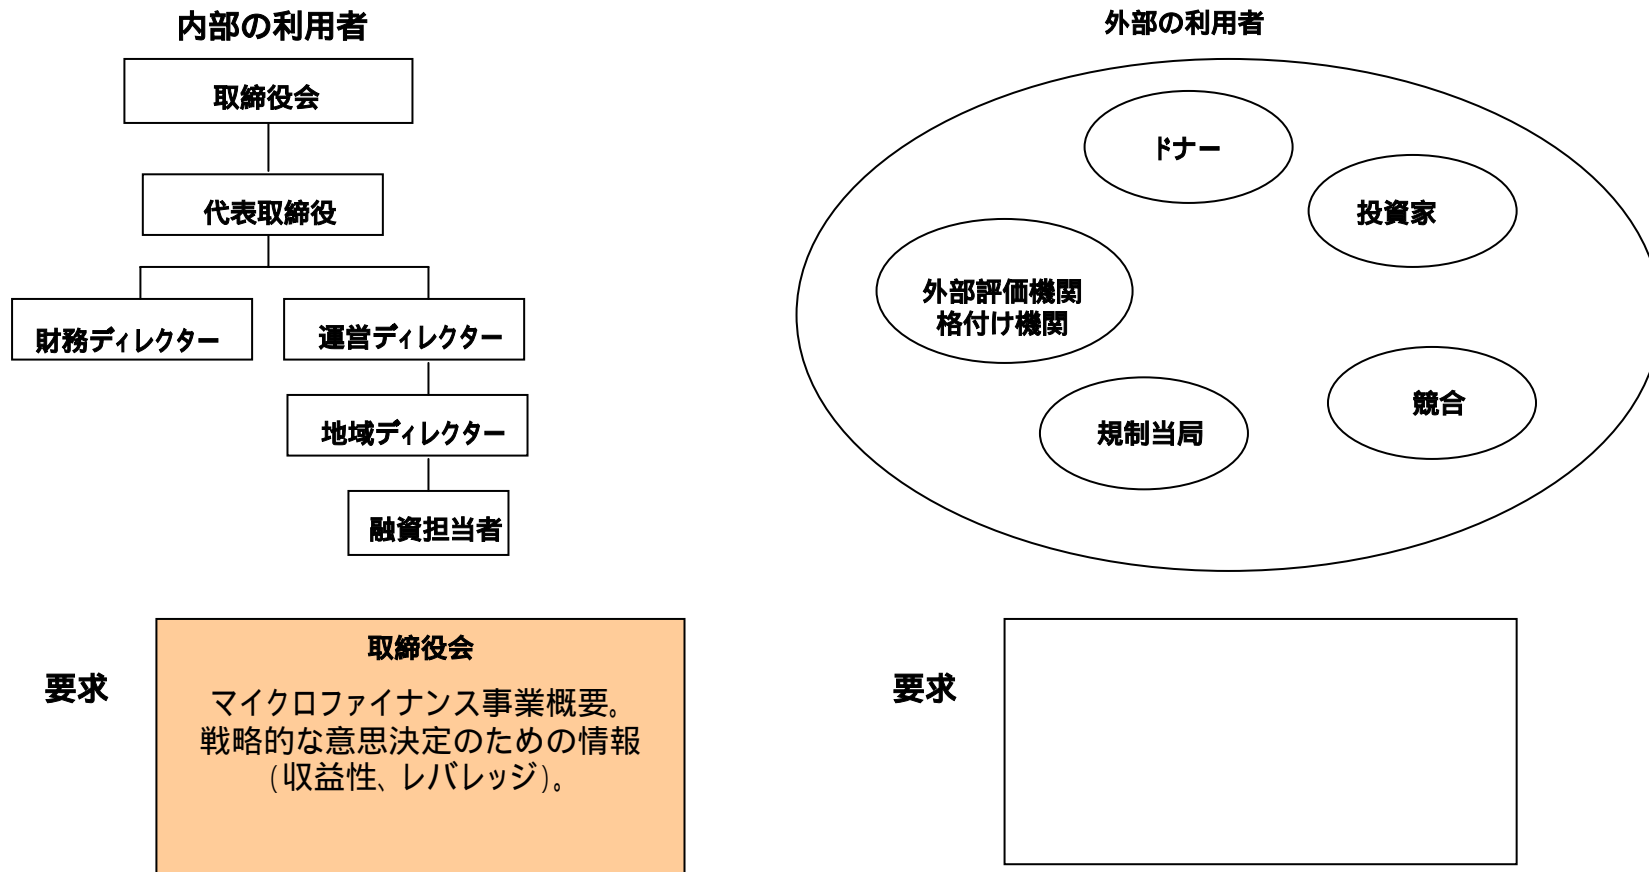 内部の利用者
取締役会
代表取締役
財務ディレクター
運営ディレクター
地域ディレクター
融資担当者
要求
取締役会
マイクロファイナンス事業概要。
戦略的な意思決定のための情報
(収益性、レバレッジ)。
外部の利用者
ドナー
投資家
外部評価機関
格付け機関
競合
規制当局
要求